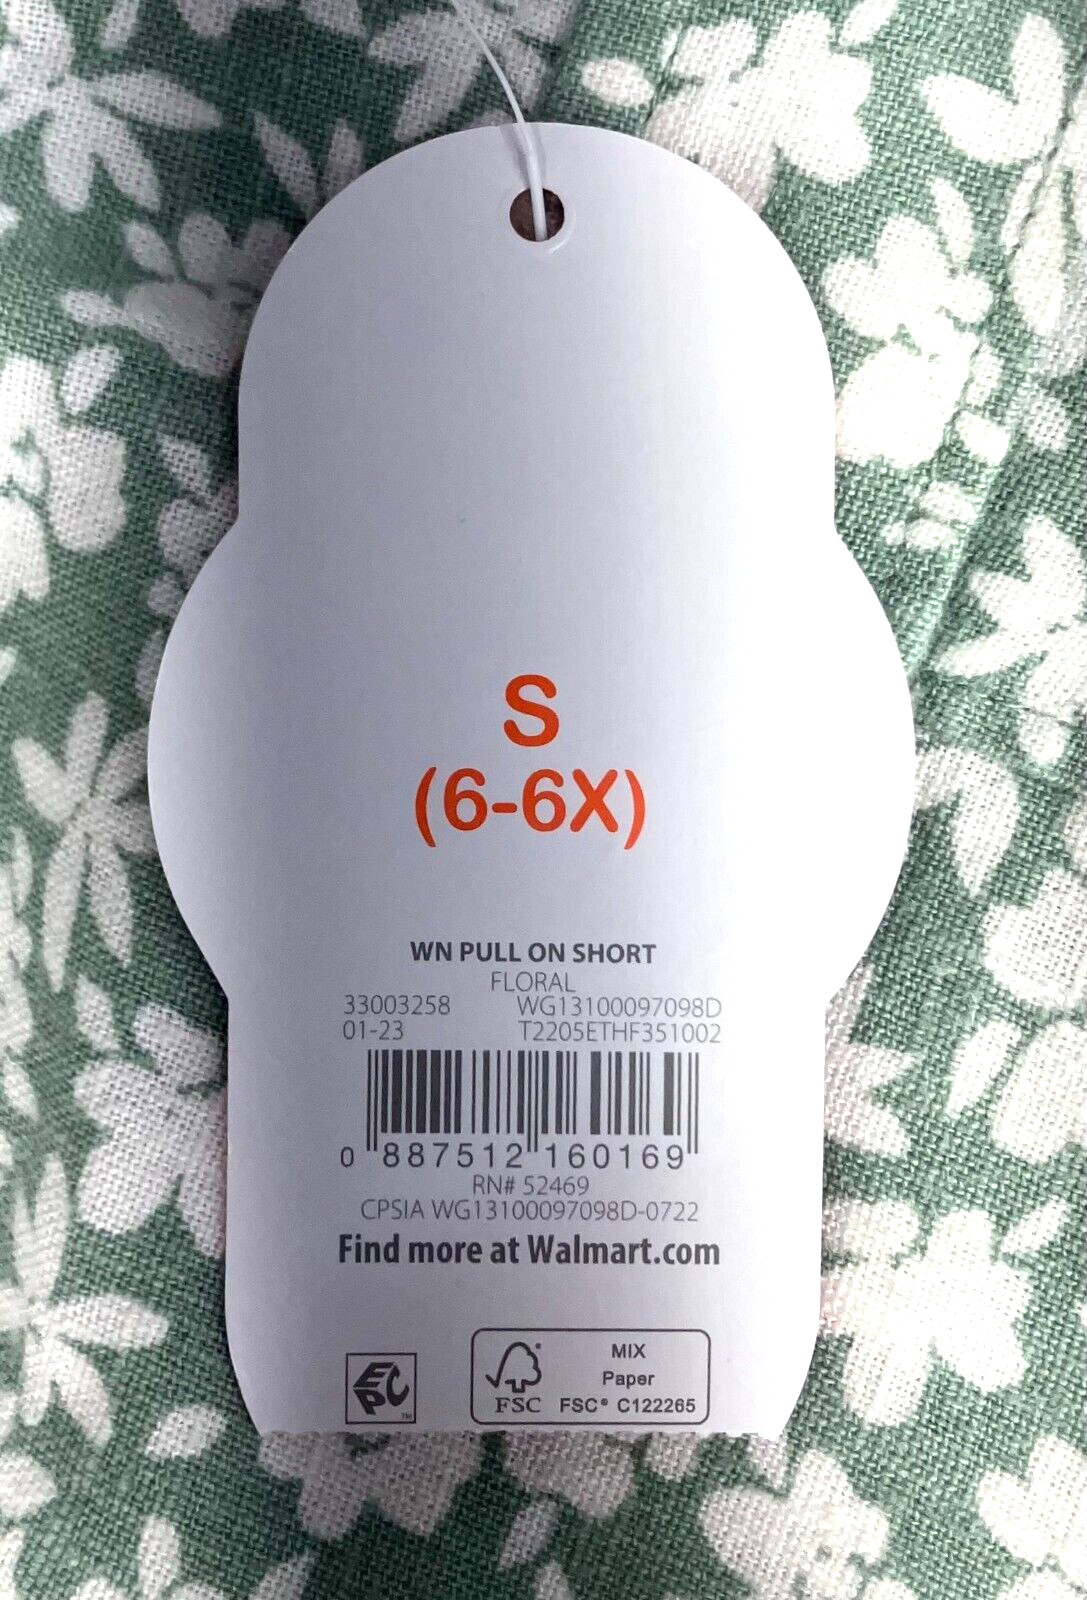 S
(6-6X)
WN PULL ON SHORT
FLORAL
33003258 WG13100097098D
01-23 T2205ETHF351002
0 887512 160169
RN# 52469
CPSIA WG13100097098D-0722
Find more at Walmart.com
EPC™
FSC
MIX
Paper
FSC® C122265